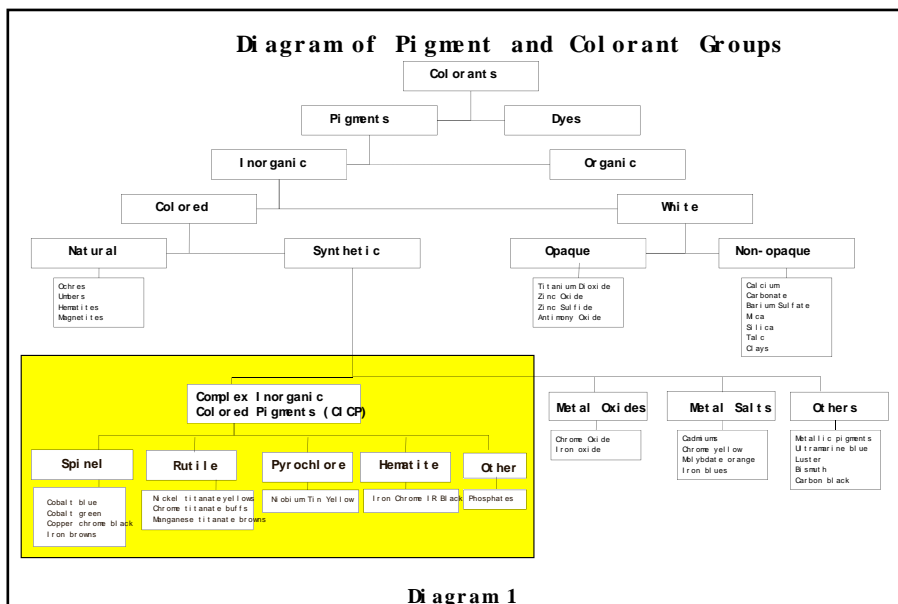 Diagram of Pigment and Colorant Groups
Colorants
Pigments
Dyes
Inorganic
Organic
Colored
White
Natural
Synthetic
Opaque
Non-opaque
Ochres
Umbers
Hematites
Magnetites
Titanium Dioxide
Zinc Oxide
Zinc Sulfide
Antimony Oxide
Calcium
Carbonate
Barium Sulfate
Mica
Silica
Talc
Clays
Complex Inorganic
Colored Pigments (CICP)
Metal Oxides
Metal Salts
Others
Chrome Oxide
Iron oxide
Cadmiums
Chrome yellow
Molybdate orange
Iron blues
Metallic pigments
Ultramarine blue
Luster
Bismuth
Carbon black
Spinel
Rutile
Pyrochlore
Hematite
Other
Cobalt blue
Cobalt green
Copper chrome black
Iron browns
Nickel titanate yellows
Chrome titanate buffs
Manganese titanate browns
Niobium Tin Yellow
Iron Chrome IR Black
Phosphates
Diagram 1